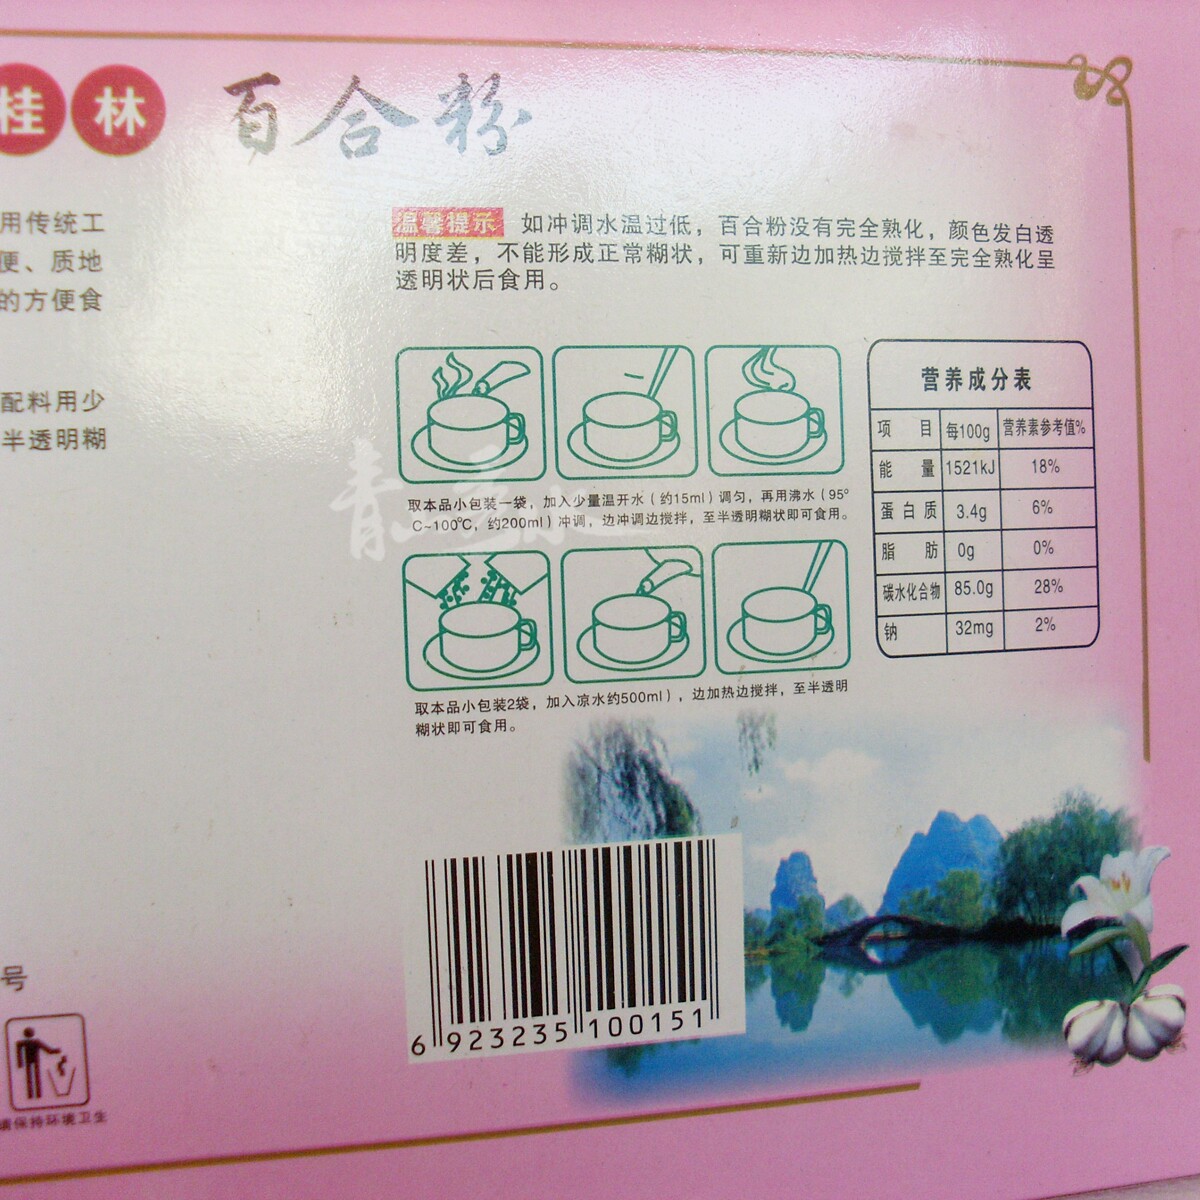 桂林 百合粉
用传统工
便、质地
的方便食
配料用少
半透明糊
温馨提示 如冲调水温过低，百合粉没有完全熟化，颜色发白透
明度差，不能形成正常糊状，可重新边加热边搅拌至完全熟化呈
透明状后食用。
取本品小包装一袋，加入少量温开水（约15ml）调匀，再用沸水（95°
C~100℃，约200ml）冲调，边冲调边搅拌，至半透明糊状即可食用。
取本品小包装2袋，加入凉水约500ml），边加热边搅拌，至半透明
糊状即可食用。
营养成分表
项目 每100g 营养素参考值%
能量 1521kJ 18%
蛋白质 3.4g 6%
脂肪 0g 0%
碳水化合物 85.0g 28%
钠 32mg 2%
6 923235 100151
号
保持环境卫生